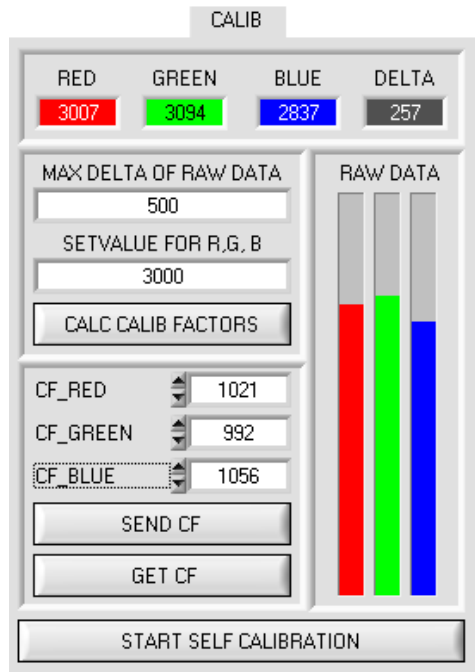 CALIB
RED GREEN BLUE DELTA
3007 3094 2837 257
MAX DELTA OF RAW DATA
500
SETVALUE FOR R,G, B
3000
CALC CALIB FACTORS
RAW DATA
CF_RED 1021
CF_GREEN 992
CF_BLUE 1056
SEND CF
GET CF
START SELF CALIBRATION